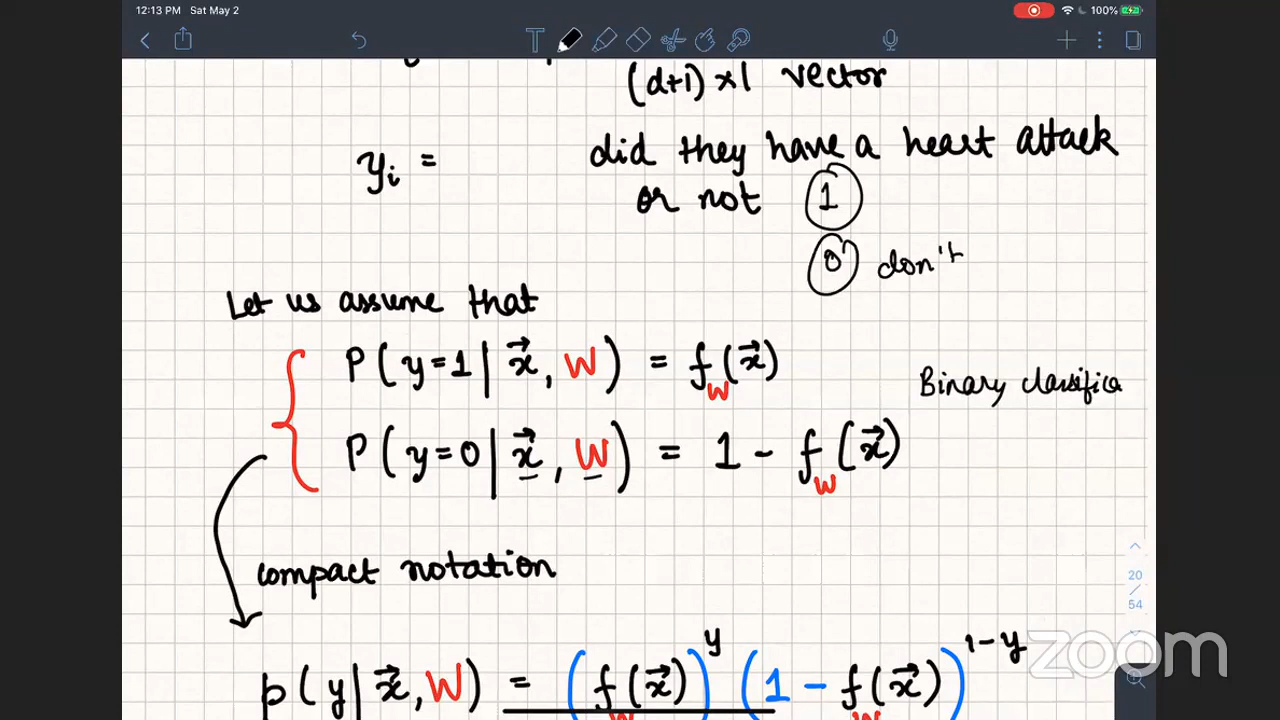 12:13 PM Sat May 2
100%
(d+1) x 1 vector
yi = did they have a heart attack
or not 1
0 don't
Let us assume that
P(y=1 | x⃗, W) = f_W(x⃗)
Binary classifica
P(y=0 | x⃗, W) = 1 - f_W(x⃗)
compact notation
20
/
54
p(y | x⃗, W) = (f_W(x⃗))^y (1 - f_W(x⃗))^1-y
zoom